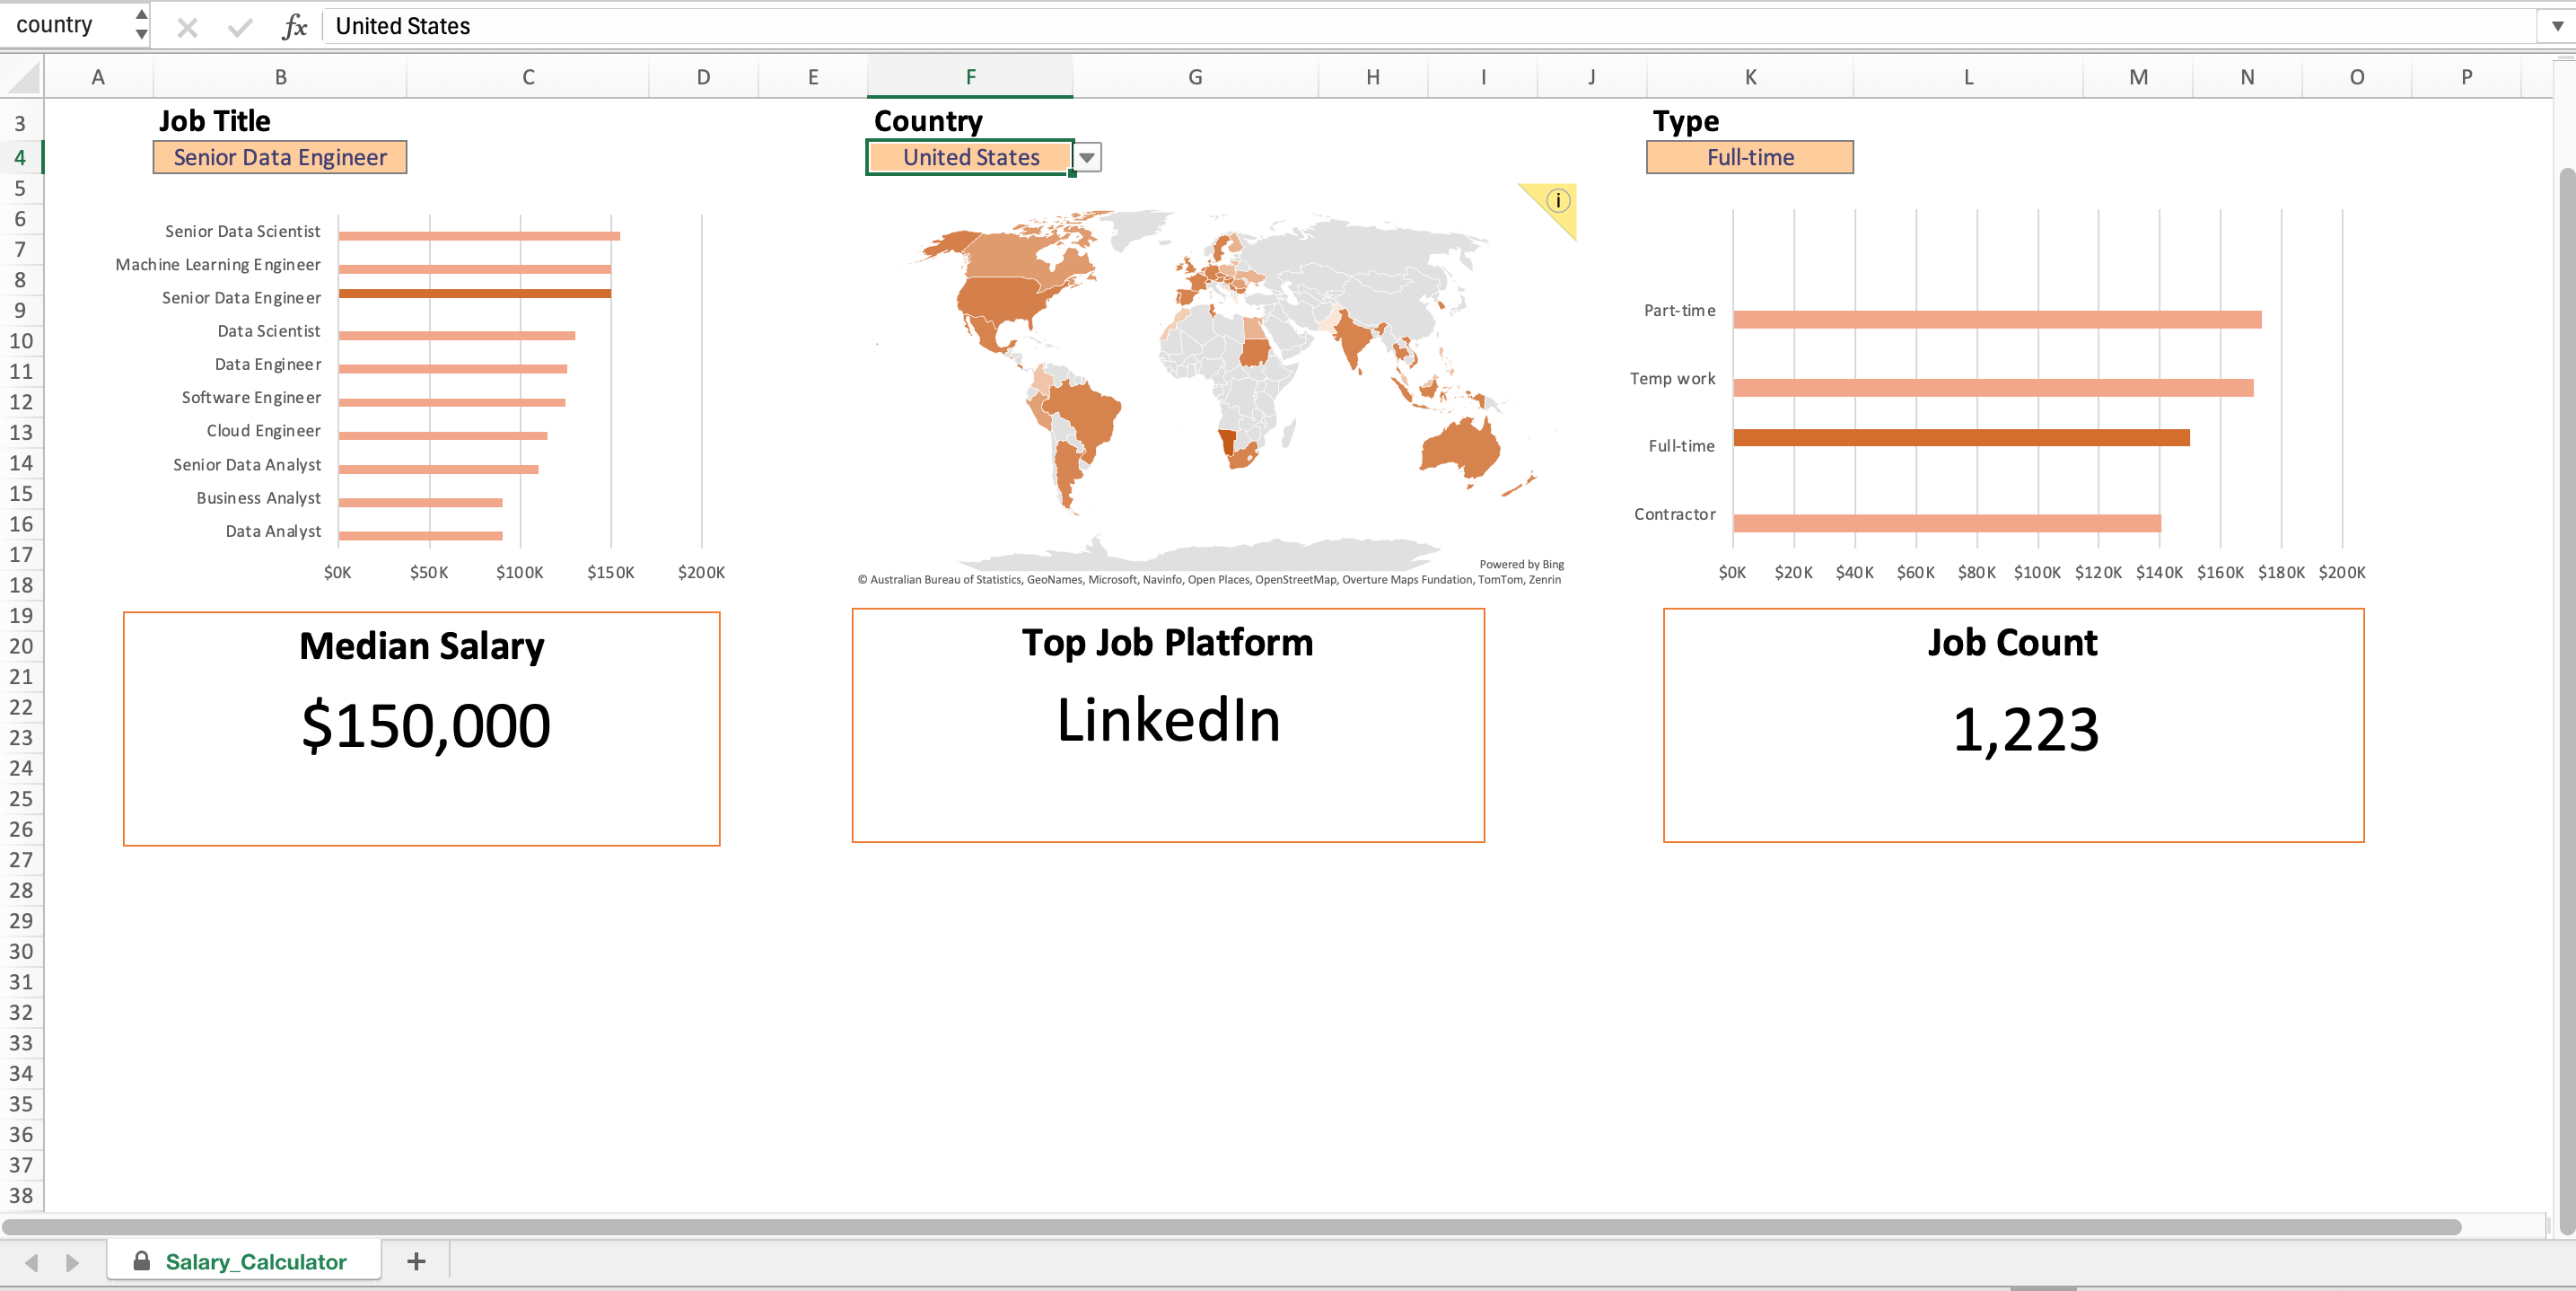 country
fx
United States
A B C D E F G H I J K L M N O P
3
4
5
6
7
8
9
10
11
12
13
14
15
16
17
18
19
20
21
22
23
24
25
26
27
28
29
30
31
32
33
34
35
36
37
38
Job Title
Senior Data Engineer
Senior Data Scientist
Machine Learning Engineer
Senior Data Engineer
Data Scientist
Data Engineer
Software Engineer
Cloud Engineer
Senior Data Analyst
Business Analyst
Data Analyst
$0K $50K $100K $150K $200K
Country
United States
i
Powered by Bing
© Australian Bureau of Statistics, GeoNames, Microsoft, Navinfo, Open Places, OpenStreetMap, Overture Maps Fundation, TomTom, Zenrin
Type
Full-time
Part-time
Temp work
Full-time
Contractor
$0K $20K $40K $60K $80K $100K $120K $140K $160K $180K $200K
Median Salary
$150,000
Top Job Platform
LinkedIn
Job Count
1,223
Salary_Calculator